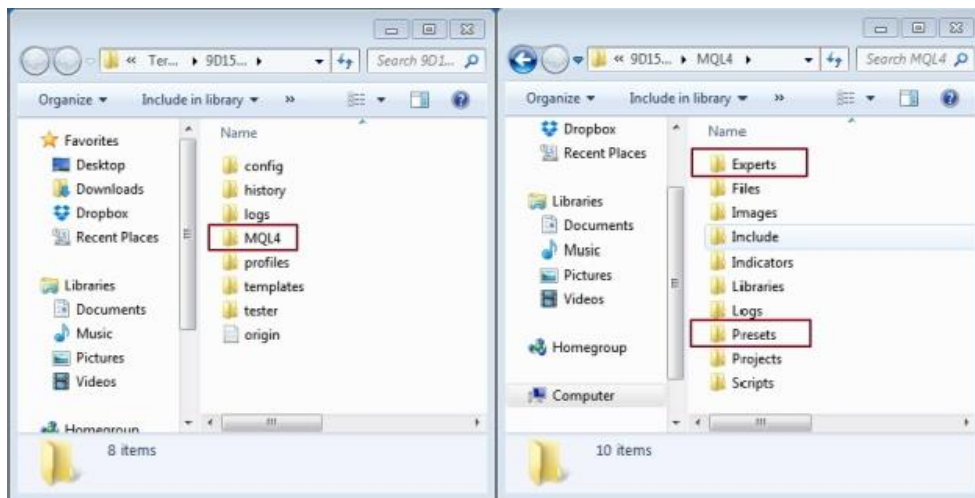 « Ter... ▸ 9D15... ▸
Search 9D1...
Organize ▾ Include in library ▾ »
Favorites
Desktop
Downloads
Dropbox
Recent Places
Libraries
Documents
Music
Pictures
Videos
Homegroup
Name
config
history
logs
MQL4
profiles
templates
tester
origin
8 items
« 9D15... ▸ MQL4 ▸
Search MQL4
Organize ▾ Include in library ▾ »
Dropbox
Recent Places
Libraries
Documents
Music
Pictures
Videos
Homegroup
Computer
Name
Experts
Files
Images
Include
Indicators
Libraries
Logs
Presets
Projects
Scripts
10 items